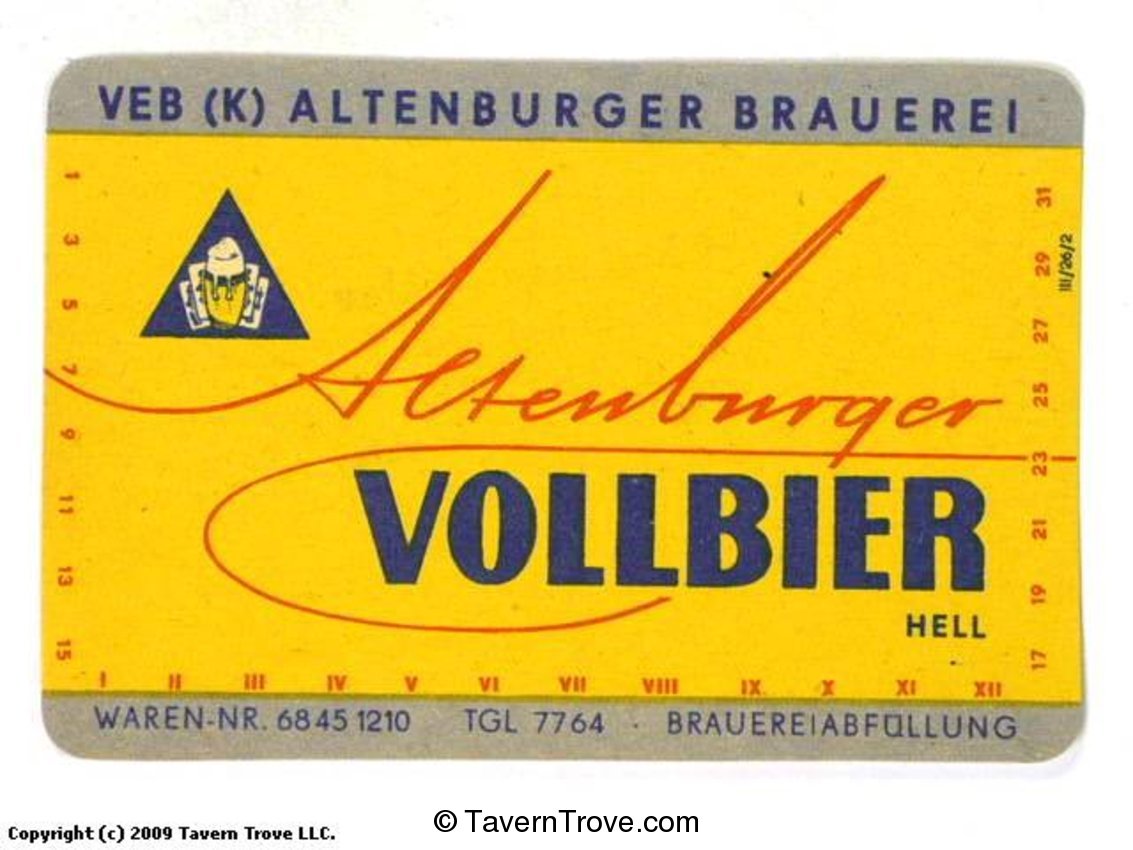 VEB (K) ALTENBURGER BRAUEREI
1
3
5
7
9
11
13
15
31
29
27
25
23
21
19
17
III/26/2
Altenburger
VOLLBIER
HELL
I II III IV V VI VII VIII IX X XI XII
WAREN-NR. 68 45 1210 TGL 7764 · BRAUEREIABFÜLLUNG
© TavernTrove.com
Copyright (c) 2009 Tavern Trove LLC.